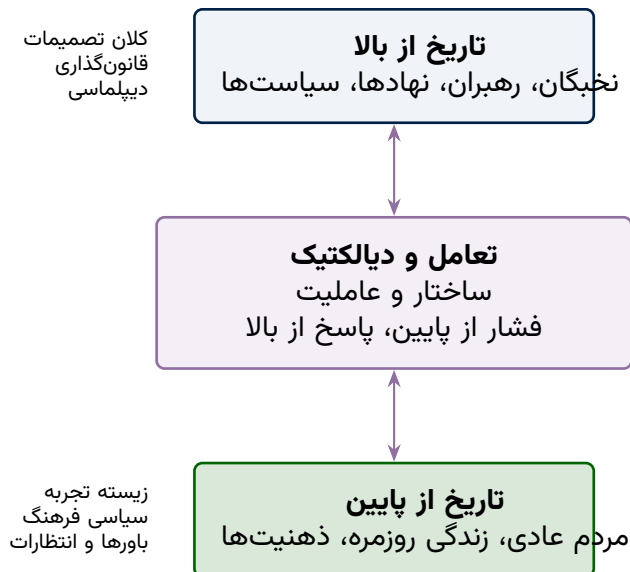 تاریخ از بالا
نخبگان، رهبران، نهادها، سیاست‌ها
کلان تصمیمات
قانون‌گذاری
دیپلماسی
تعامل و دیالکتیک
ساختار و عاملیت
فشار از پایین، پاسخ از بالا
تاریخ از پایین
مردم عادی، زندگی روزمره، ذهنیت‌ها
زیسته تجربه
سیاسی فرهنگ
باورها و انتظارات